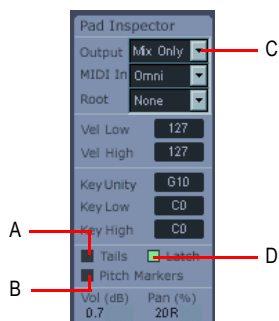 Pad Inspector
Output Mix Only C
MIDI In Omni
Root None
Vel Low 127
Vel High 127
Key Unity G10
Key Low C0
Key High C0
A Tails Latch D
B Pitch Markers
Vol (dB) Pan (%)
0.7 20R